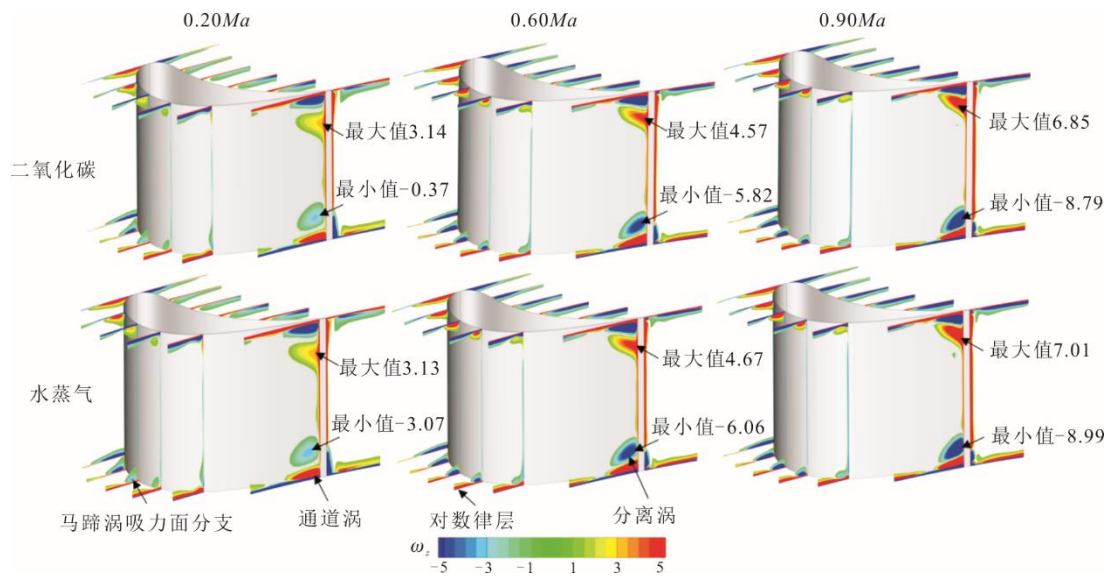 0.20Ma
0.60Ma
0.90Ma
二氧化碳
最大值3.14
最小值-0.37
最大值4.57
最小值-5.82
最大值6.85
最小值-8.79
水蒸气
最大值3.13
最小值-3.07
最大值4.67
最小值-6.06
最大值7.01
最小值-8.99
马蹄涡吸力面分支
通道涡
对数律层
分离涡
ω_z
-5 -3 -1 1 3 5